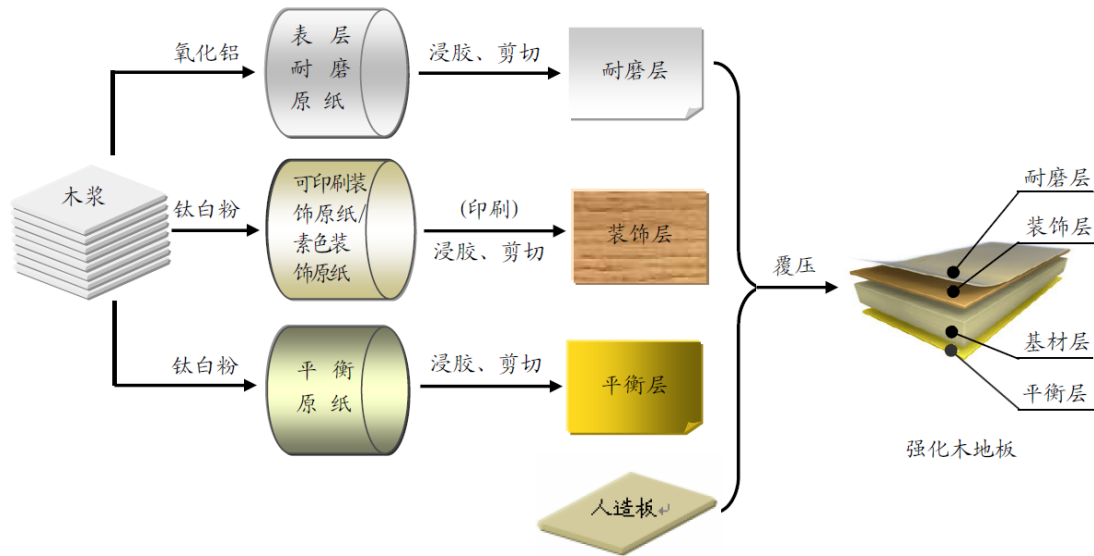 木浆
氧化铝
表 层
耐 磨
原 纸
浸胶、剪切
耐磨层
钛白粉
可印刷装
饰原纸/
素色装
饰原纸
(印刷)
浸胶、剪切
装饰层
钛白粉
平 衡
原 纸
浸胶、剪切
平衡层
人造板↵
覆压
耐磨层
装饰层
基材层
平衡层
强化木地板